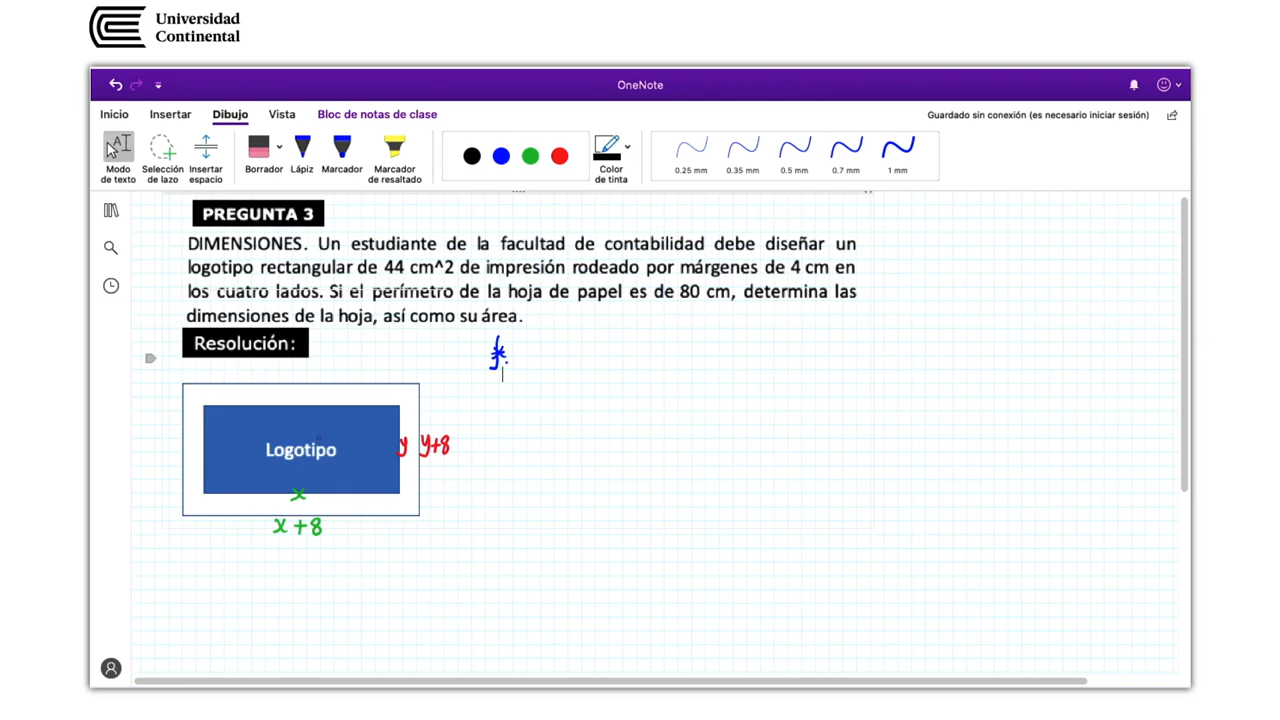 Universidad
Continental
OneNote
Inicio Insertar Dibujo Vista Bloc de notas de clase Guardado sin conexión (es necesario iniciar sesión)
Modo de texto
Selección de lazo
Insertar espacio
Borrador
Lápiz
Marcador
Marcador de resaltado
Color de tinta
0.25 mm 0.35 mm 0.5 mm 0.7 mm 1 mm
PREGUNTA 3
DIMENSIONES. Un estudiante de la facultad de contabilidad debe diseñar un
logotipo rectangular de 44 cm^2 de impresión rodeado por márgenes de 4 cm en
los cuatro lados. Si el perímetro de la hoja de papel es de 80 cm, determina las
dimensiones de la hoja, así como su área.
Resolución:
Logotipo
y y+8
x
x+8